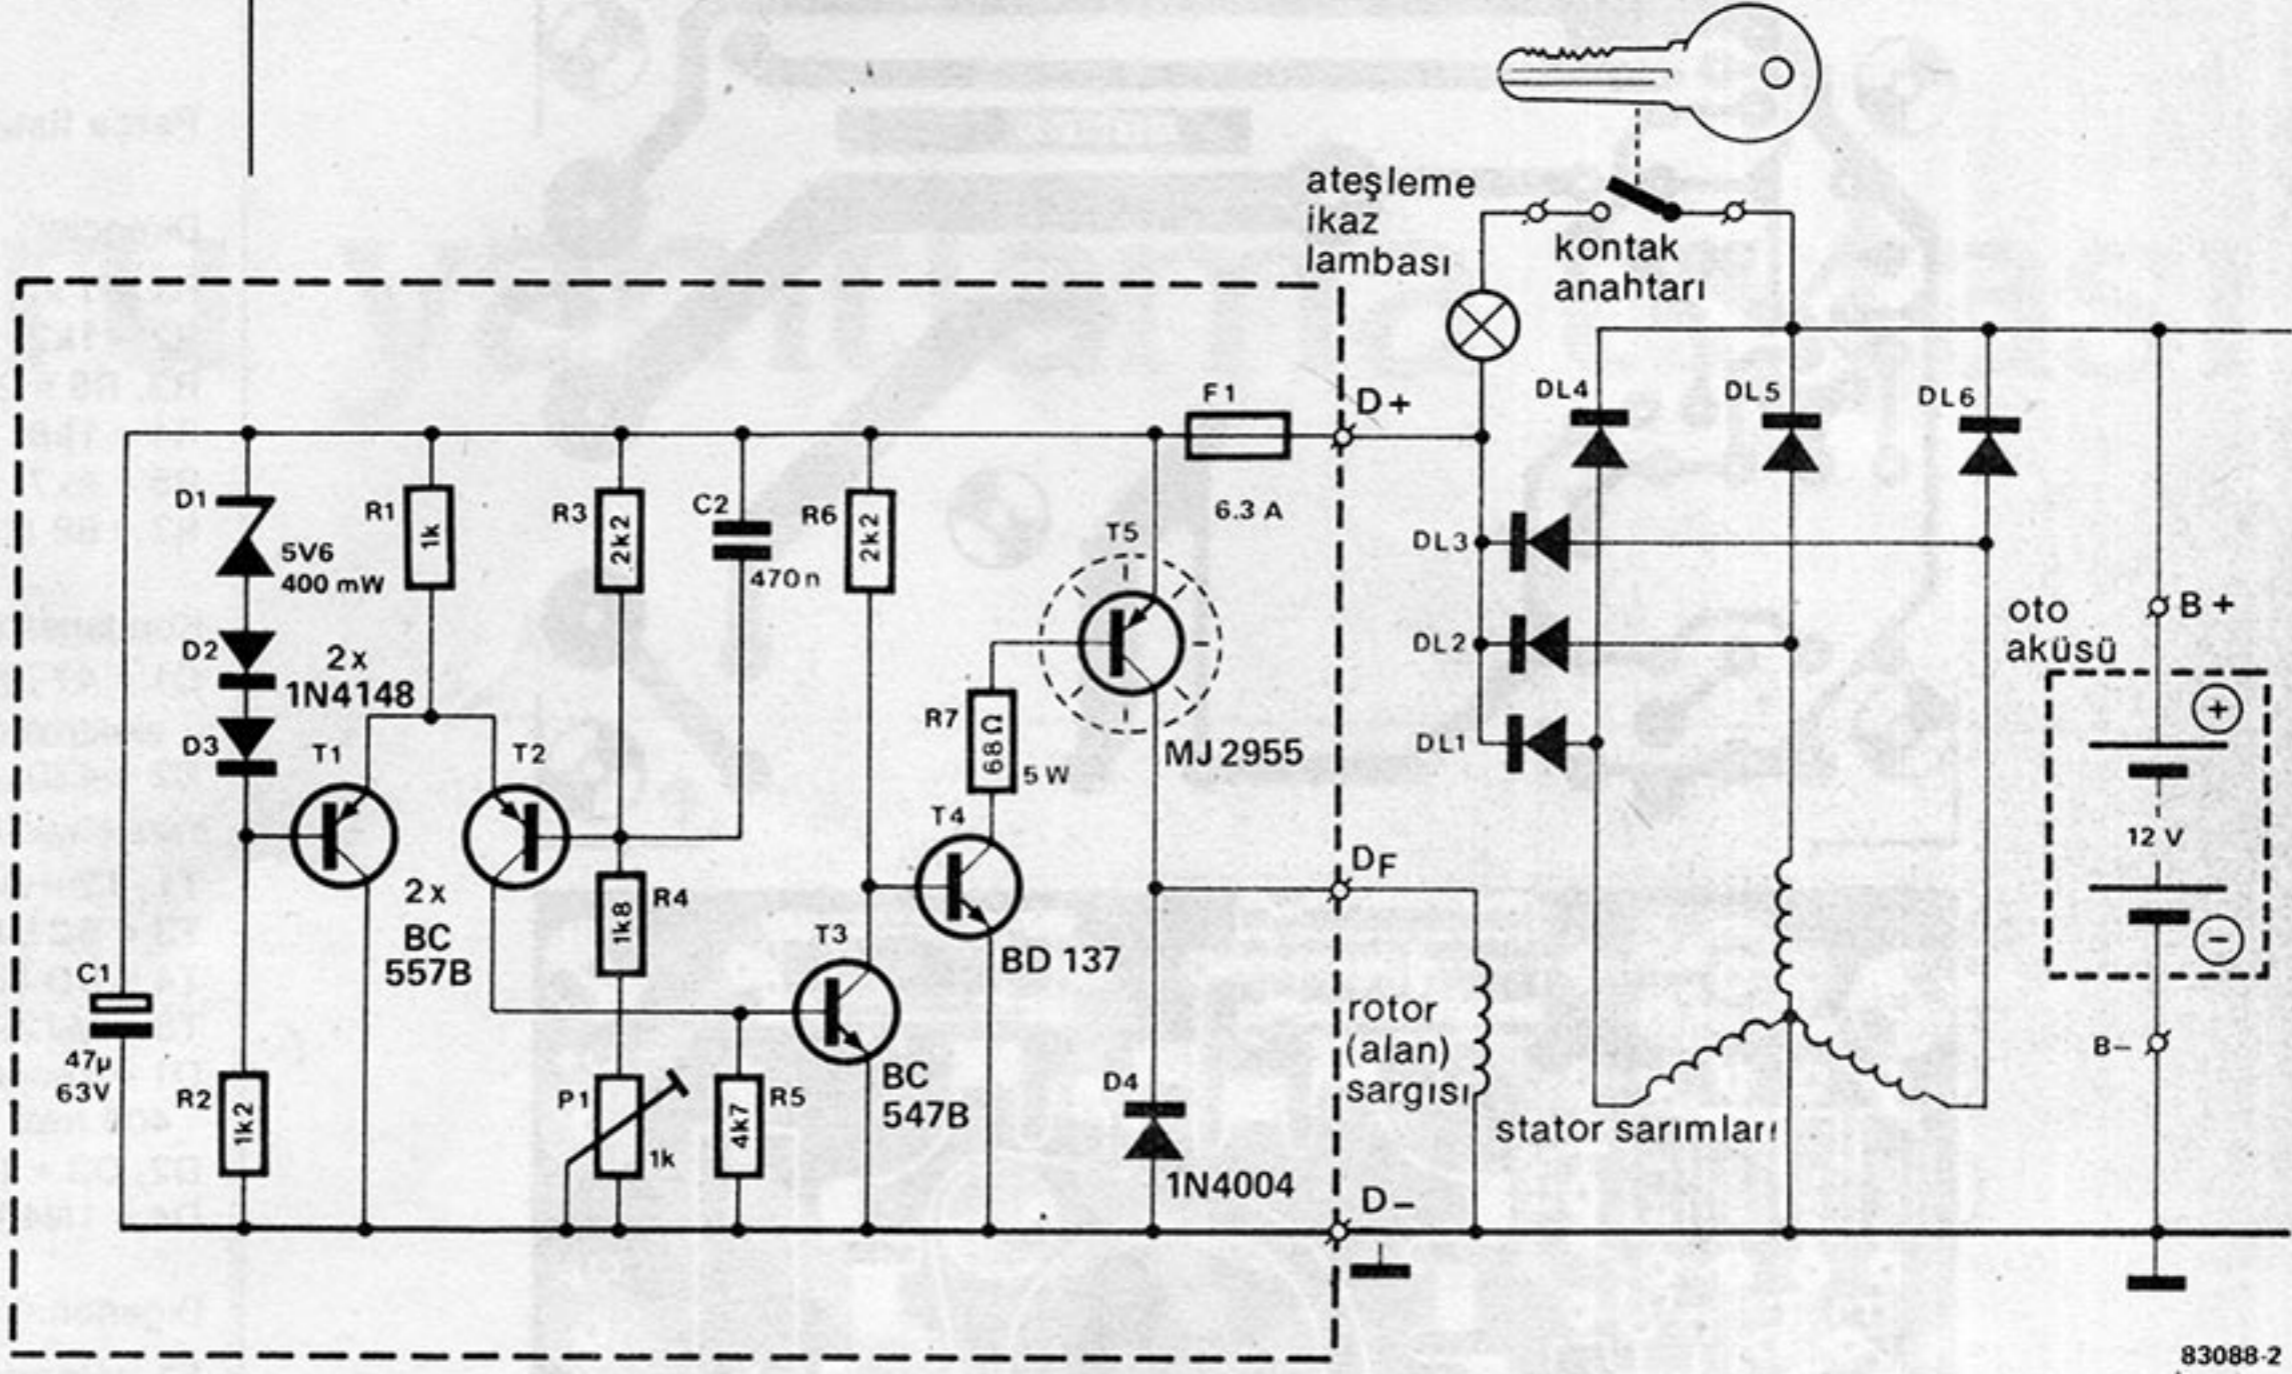 ateşleme
ikaz
lambası
kontak
anahtarı
F1
D+
6.3 A
DL4
DL5
DL6
DL3
DL2
DL1
D1
5V6
400 mW
R1
1k
R3
2k2
C2
470n
R6
2k2
T5
MJ 2955
D2
2x
1N4148
D3
T1
T2
R7
68Ω
5 W
T4
BD 137
2x
BC
557B
R4
1k8
T3
BC
547B
C1
47µ
63V
R2
1k2
P1
1k
R5
4k7
D4
1N4004
DF
rotor
(alan)
sargısı
D-
stator sarımları
oto
aküsü
B+
+
12 V
-
B-
83088-2
Parça lis